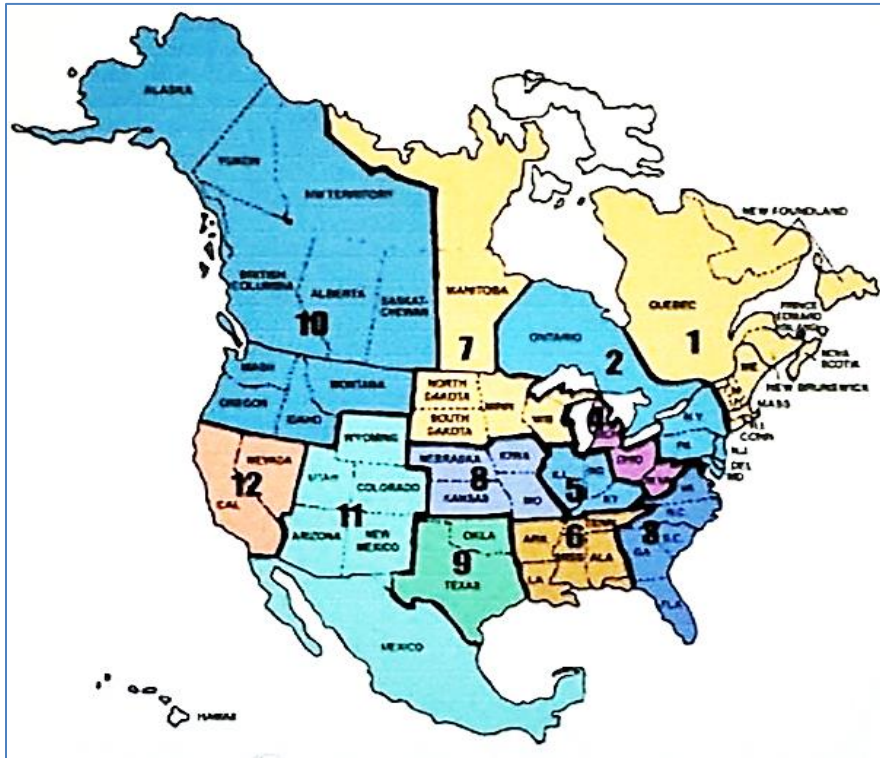 ALASKA
YUKON
NW TERRITORY
NEW FOUNDLAND
BRITISH
COLUMBIA
ALBERTA
SASKAT-
CHEWAN
MANITOBA
ONTARIO
QUEBEC
PRINCE
EDWARD
ISLAND
NOVA
SCOTIA
NEW BRUNSWICK
10
7
2
1
WASH
MONTANA
OREGON
IDAHO
NORTH
DAKOTA
SOUTH
DAKOTA
MINN
WIS
ME
MASS
R.I.
CONN
N.Y.
PA
N.J.
DEL
MD
4
OHIO
WYOMING
NEBRASKA
IOWA
8
KANSAS
MO
ILL
IND
5
KY
NEVADA
12
CAL
UTAH
COLORADO
11
ARIZONA
NEW
MEXICO
OKLA
9
TEXAS
TENN
6
ARK
MISS
ALA
LA
N.C.
S.C.
3
GA
FLA
MEXICO
HAWAII